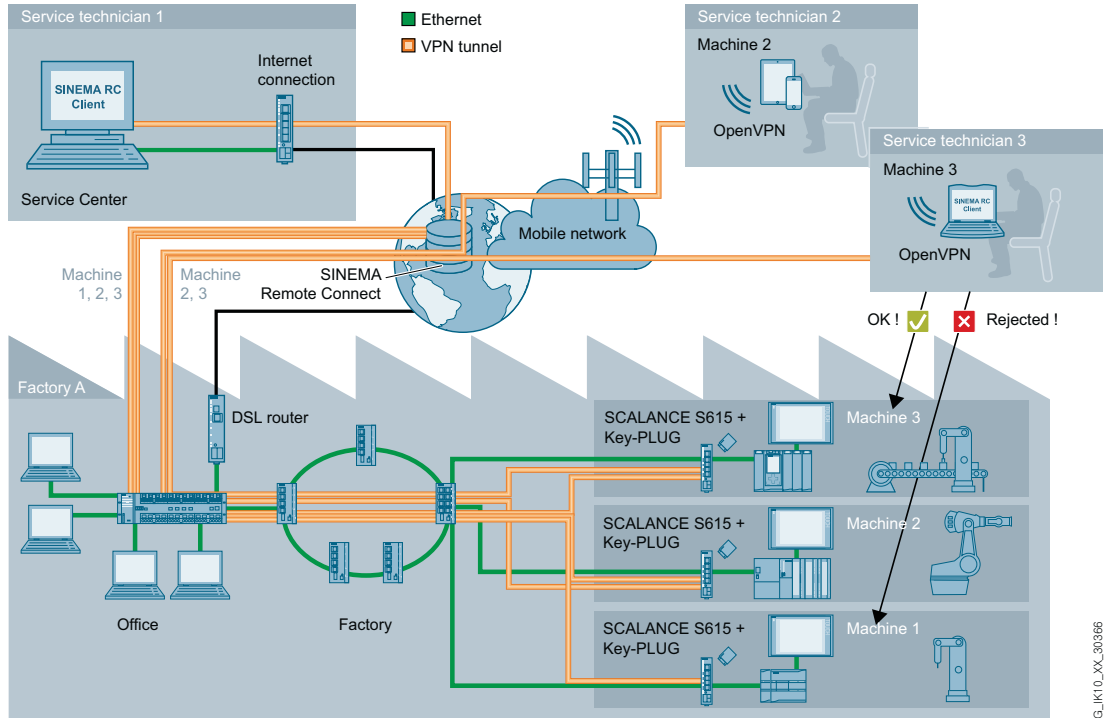 Service technician 1
Ethernet
VPN tunnel
Service technician 2
Machine 2
OpenVPN
Service technician 3
Machine 3
SINEMA RC
Client
OpenVPN
SINEMA RC
Client
Internet
connection
Service Center
Mobile network
Machine
1, 2, 3
Machine
2, 3
SINEMA
Remote Connect
OK !
Rejected !
Factory A
DSL router
SCALANCE S615 +
Key-PLUG
Machine 3
SCALANCE S615 +
Key-PLUG
Machine 2
SCALANCE S615 +
Key-PLUG
Machine 1
Office
Factory
G_IK10_XX_30366